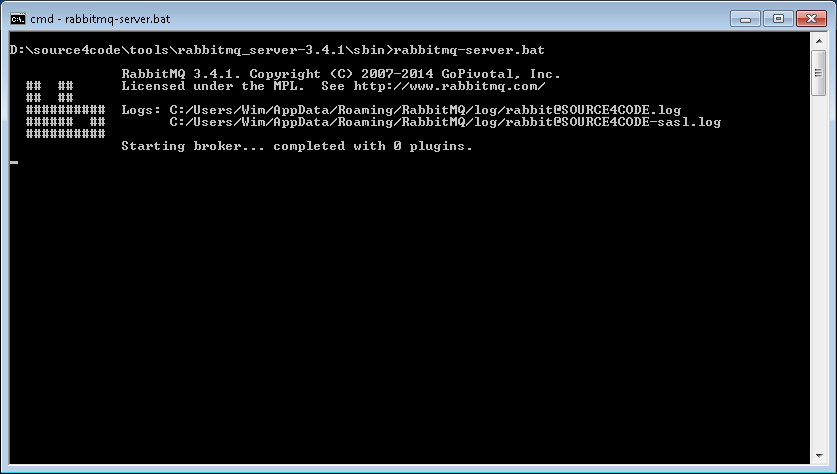 cmd - rabbitmq-server.bat
D:\source4code\tools\rabbitmq_server-3.4.1\sbin>rabbitmq-server.bat
RabbitMQ 3.4.1. Copyright (C) 2007-2014 GoPivotal, Inc.
##  ##      Licensed under the MPL.  See http://www.rabbitmq.com/
##  ##
##########  Logs: C:/Users/Wim/AppData/Roaming/RabbitMQ/log/rabbit@SOURCE4CODE.log
######  ##        C:/Users/Wim/AppData/Roaming/RabbitMQ/log/rabbit@SOURCE4CODE-sasl.log
##########
Starting broker... completed with 0 plugins.